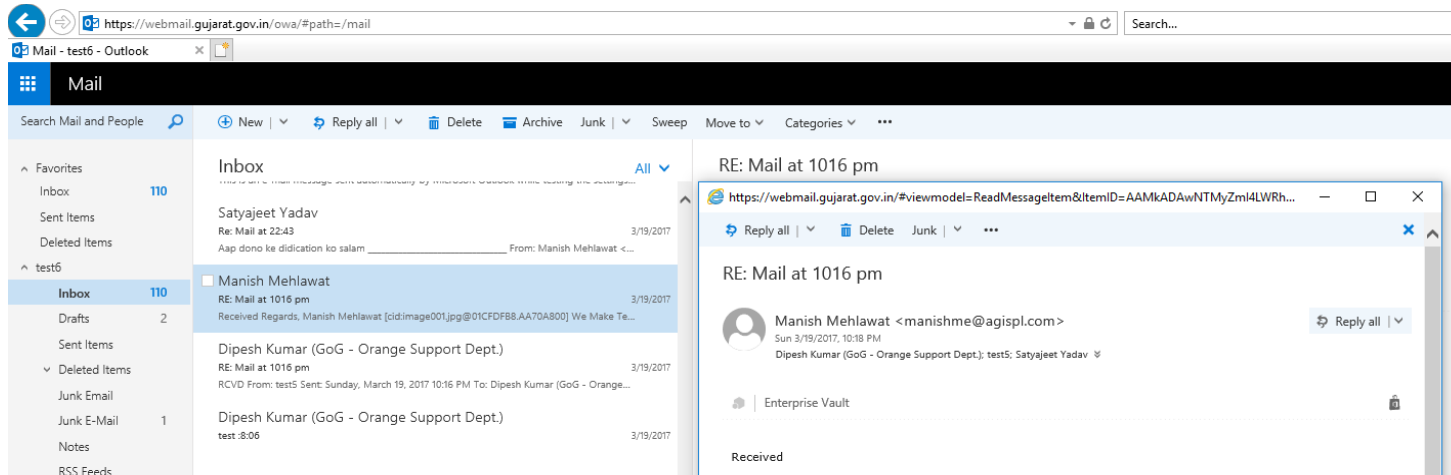 https://webmail.gujarat.gov.in/owa/#path=/mail
Search...
Mail - test6 - Outlook
Mail
Search Mail and People
New
Reply all
Delete
Archive
Junk
Sweep
Move to
Categories
Favorites
Inbox 110
Sent Items
Deleted Items
test6
Inbox 110
Drafts 2
Sent Items
Deleted Items
Junk Email
Junk E-Mail 1
Notes
RSS Feeds
Inbox
All
This is an e-mail message sent automatically by Microsoft Outlook while testing the settings...
Satyajeet Yadav
Re: Mail at 22:43 3/19/2017
Aap dono ke didication ko salam ________________________ From: Manish Mehlawat <...
Manish Mehlawat
RE: Mail at 1016 pm 3/19/2017
Received Regards, Manish Mehlawat [cid:image001.jpg@01CFDFB8.AA70A800] We Make Te...
Dipesh Kumar (GoG - Orange Support Dept.)
RE: Mail at 1016 pm 3/19/2017
RCVD From: test5 Sent: Sunday, March 19, 2017 10:16 PM To: Dipesh Kumar (GoG - Orange...
Dipesh Kumar (GoG - Orange Support Dept.)
test :8:06 3/19/2017
RE: Mail at 1016 pm
https://webmail.gujarat.gov.in/#viewmodel=ReadMessageItem&ItemID=AAMkADAwNTMyZmI4LWRh...
Reply all
Delete
Junk
RE: Mail at 1016 pm
Manish Mehlawat <manishme@agispl.com>
Reply all
Sun 3/19/2017, 10:18 PM
Dipesh Kumar (GoG - Orange Support Dept.); test5; Satyajeet Yadav
Enterprise Vault
Received